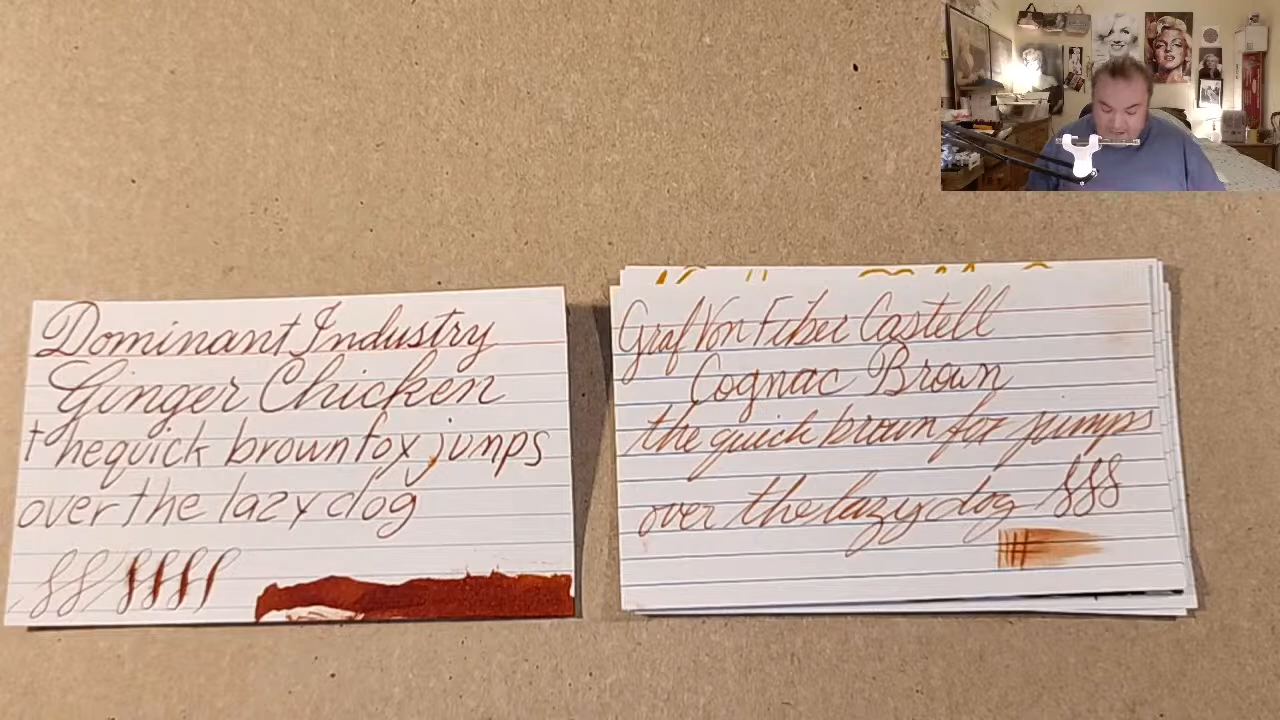 Dominant Industry
Ginger Chicken
the quick brown fox jumps
over the lazy dog
Graf Von Fiber Castell
Cognac Brown
the quick brown fox jumps
over the lazy dog